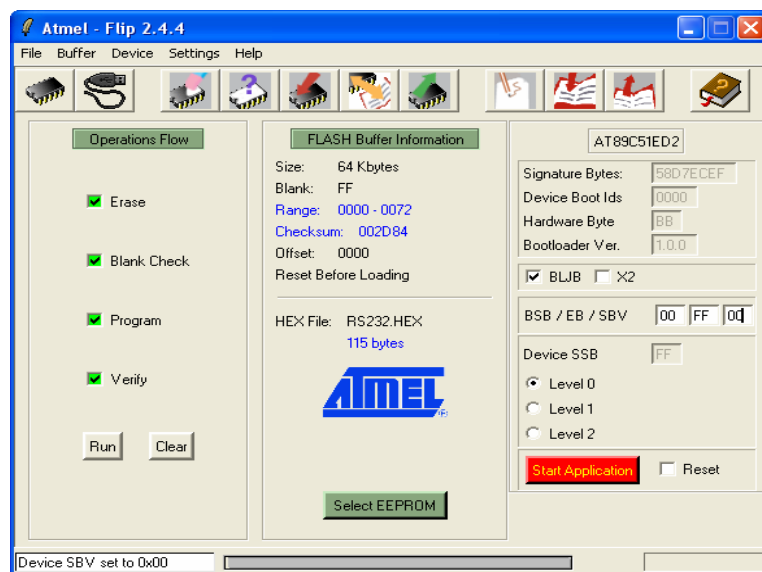 Atmel - Flip 2.4.4
File Buffer Device Settings Help
Operations Flow
Erase
Blank Check
Program
Verify
Run Clear
FLASH Buffer Information
Size: 64 Kbytes
Blank: FF
Range: 0000 - 0072
Checksum: 002D84
Offset: 0000
Reset Before Loading
HEX File: RS232.HEX
115 bytes
ATMEL
Select EEPROM
AT89C51ED2
Signature Bytes: 58D7ECEF
Device Boot Ids 0000
Hardware Byte BB
Bootloader Ver. 1.0.0
BLJB X2
BSB / EB / SBV 00 FF 00
Device SSB FF
Level 0
Level 1
Level 2
Start Application Reset
Device SBV set to 0x00